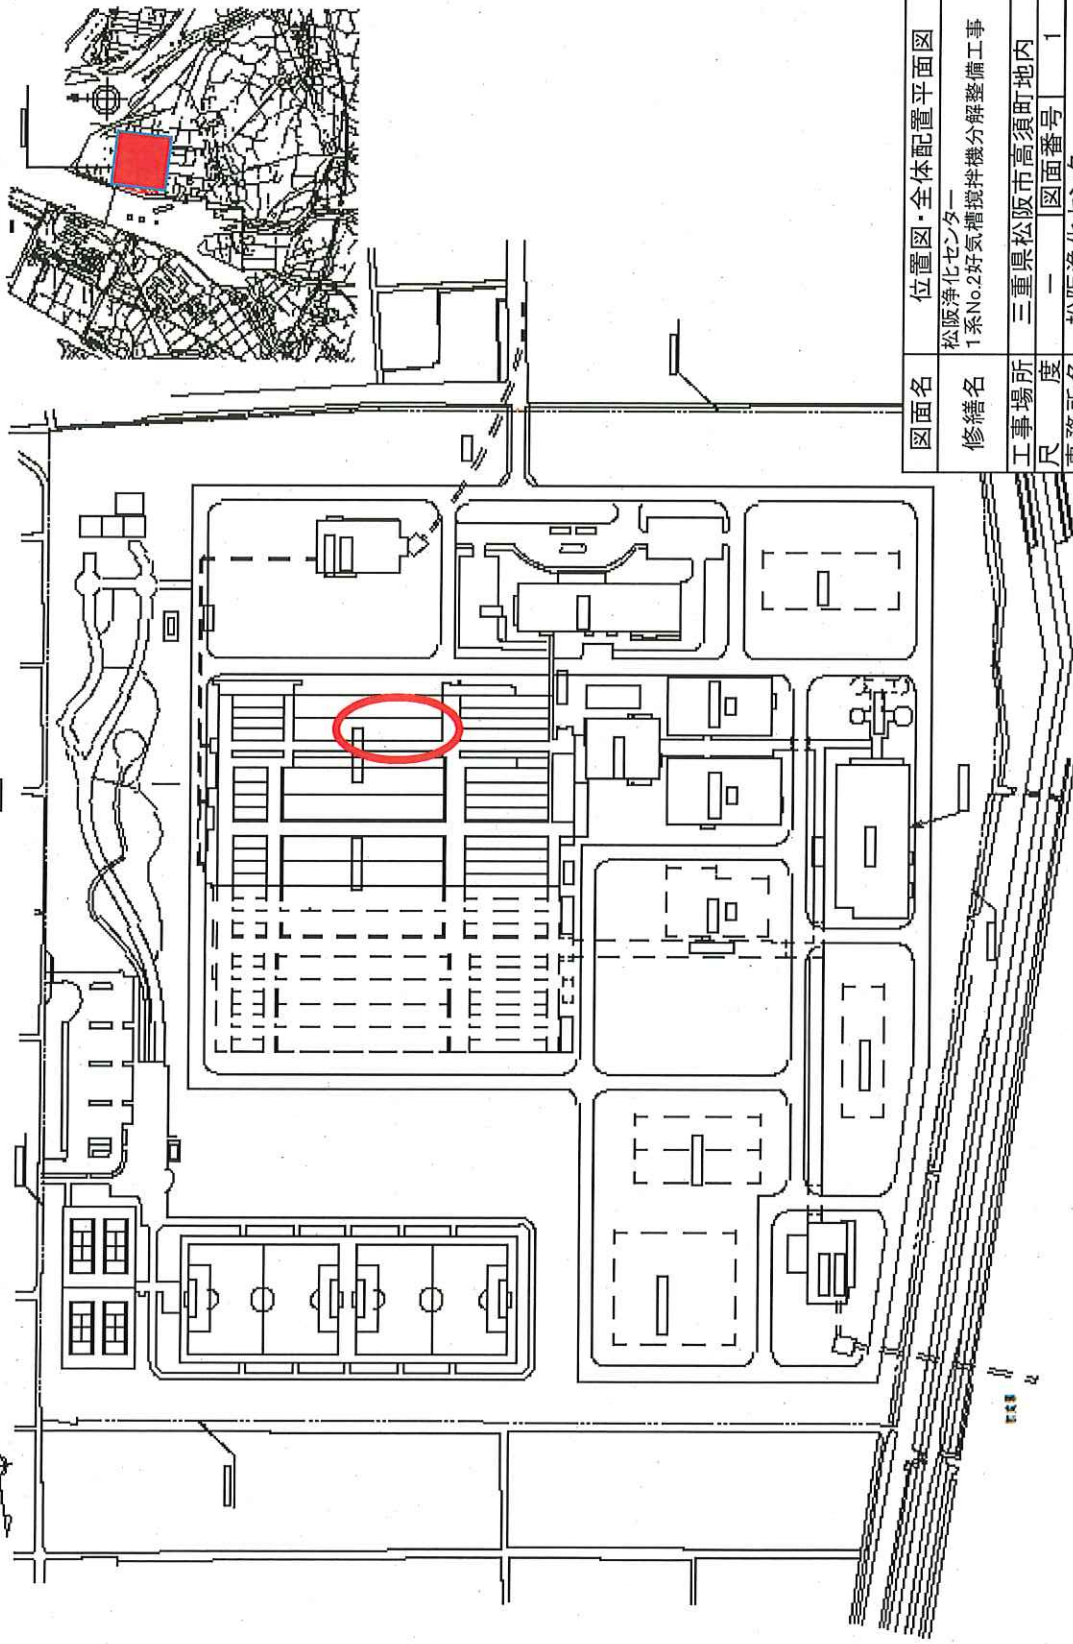 図面名 位置図・全体配置平面図
修繕名 松阪浄化センター
1系No.2好気槽撹拌機分解整備工事
工事場所 三重県松阪市高須町地内
尺度 ー 図面番号 1